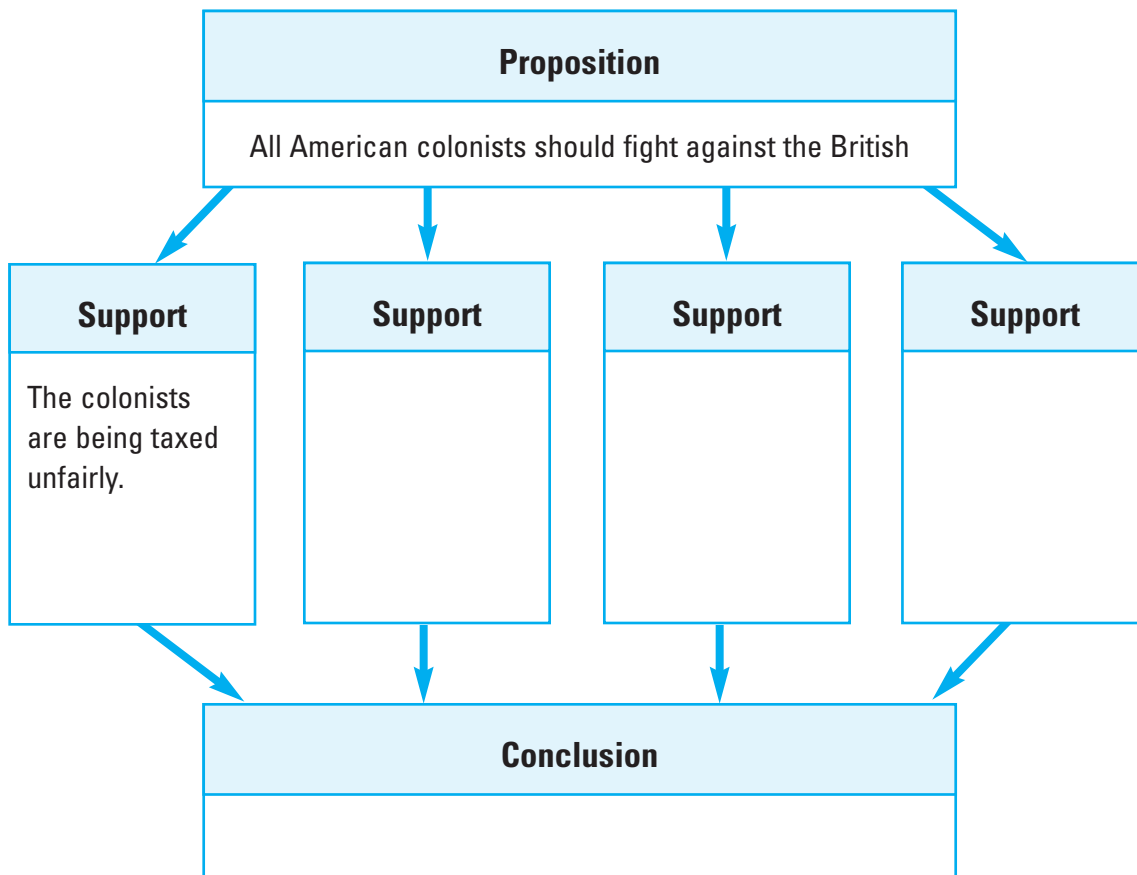 Proposition
All American colonists should fight against the British
Support
Support
Support
Support
The colonists
are being taxed
unfairly.
Conclusion